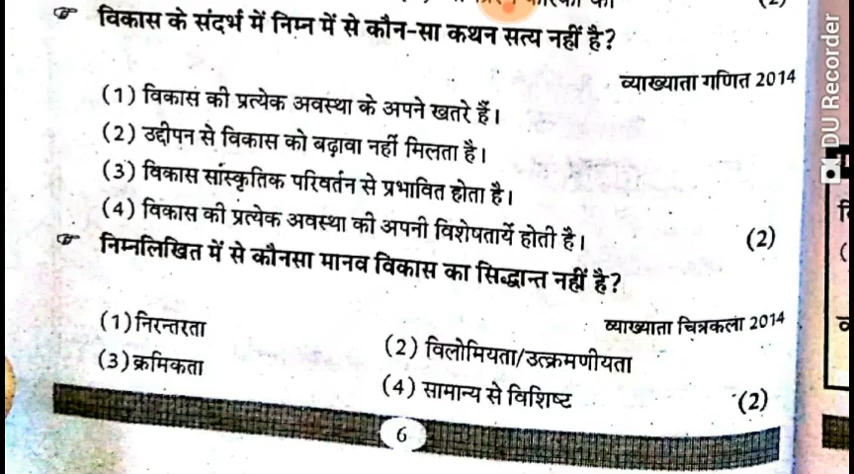 विकास के संदर्भ में निम्न में से कौन-सा कथन सत्य नहीं है?
व्याख्याता गणित 2014
(1) विकास की प्रत्येक अवस्था के अपने खतरे हैं।
(2) उद्दीपन से विकास को बढ़ावा नहीं मिलता है।
(3) विकास सांस्कृतिक परिवर्तन से प्रभावित होता है।
(4) विकास की प्रत्येक अवस्था की अपनी विशेषतायें होती है।
(2)
निम्नलिखित में से कौनसा मानव विकास का सिद्धान्त नहीं है?
व्याख्याता चित्रकला 2014
(1) निरन्तरता
(2) विलोमियता/उत्क्रमणीयता
(3) क्रमिकता
(4) सामान्य से विशिष्ट
(2)
6
DU Recorder